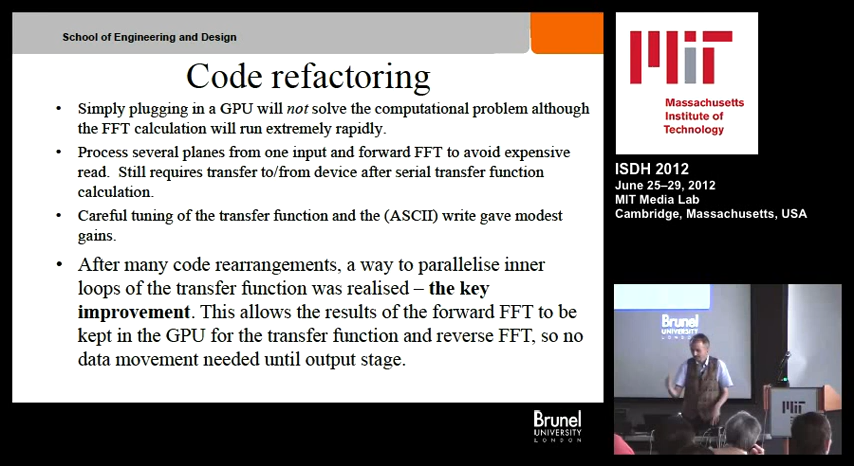 School of Engineering and Design
Code refactoring
• Simply plugging in a GPU will not solve the computational problem although
the FFT calculation will run extremely rapidly.
• Process several planes from one input and forward FFT to avoid expensive
read. Still requires transfer to/from device after serial transfer function
calculation.
• Careful tuning of the transfer function and the (ASCII) write gave modest
gains.
• After many code rearrangements, a way to parallelise inner
loops of the transfer function was realised – the key
improvement. This allows the results of the forward FFT to be
kept in the GPU for the transfer function and reverse FFT, so no
data movement needed until output stage.
Brunel
UNIVERSITY
LONDON
MIT
Massachusetts
Institute of
Technology
ISDH 2012
June 25–29, 2012
MIT Media Lab
Cambridge, Massachusetts, USA
Brunel
UNIVERSITY
LONDON
MIT